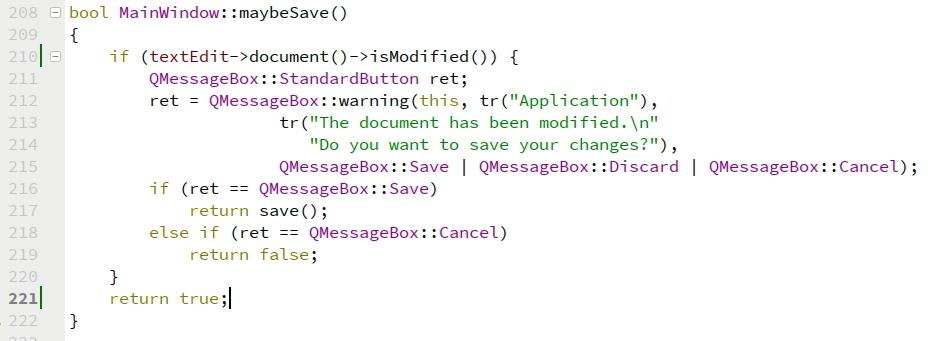 208 bool MainWindow::maybeSave()
209 {
210 if (textEdit->document()->isModified()) {
211 QMessageBox::StandardButton ret;
212 ret = QMessageBox::warning(this, tr("Application"),
213 tr("The document has been modified.\n"
214 "Do you want to save your changes?"),
215 QMessageBox::Save | QMessageBox::Discard | QMessageBox::Cancel);
216 if (ret == QMessageBox::Save)
217 return save();
218 else if (ret == QMessageBox::Cancel)
219 return false;
220 }
221 return true;
222 }